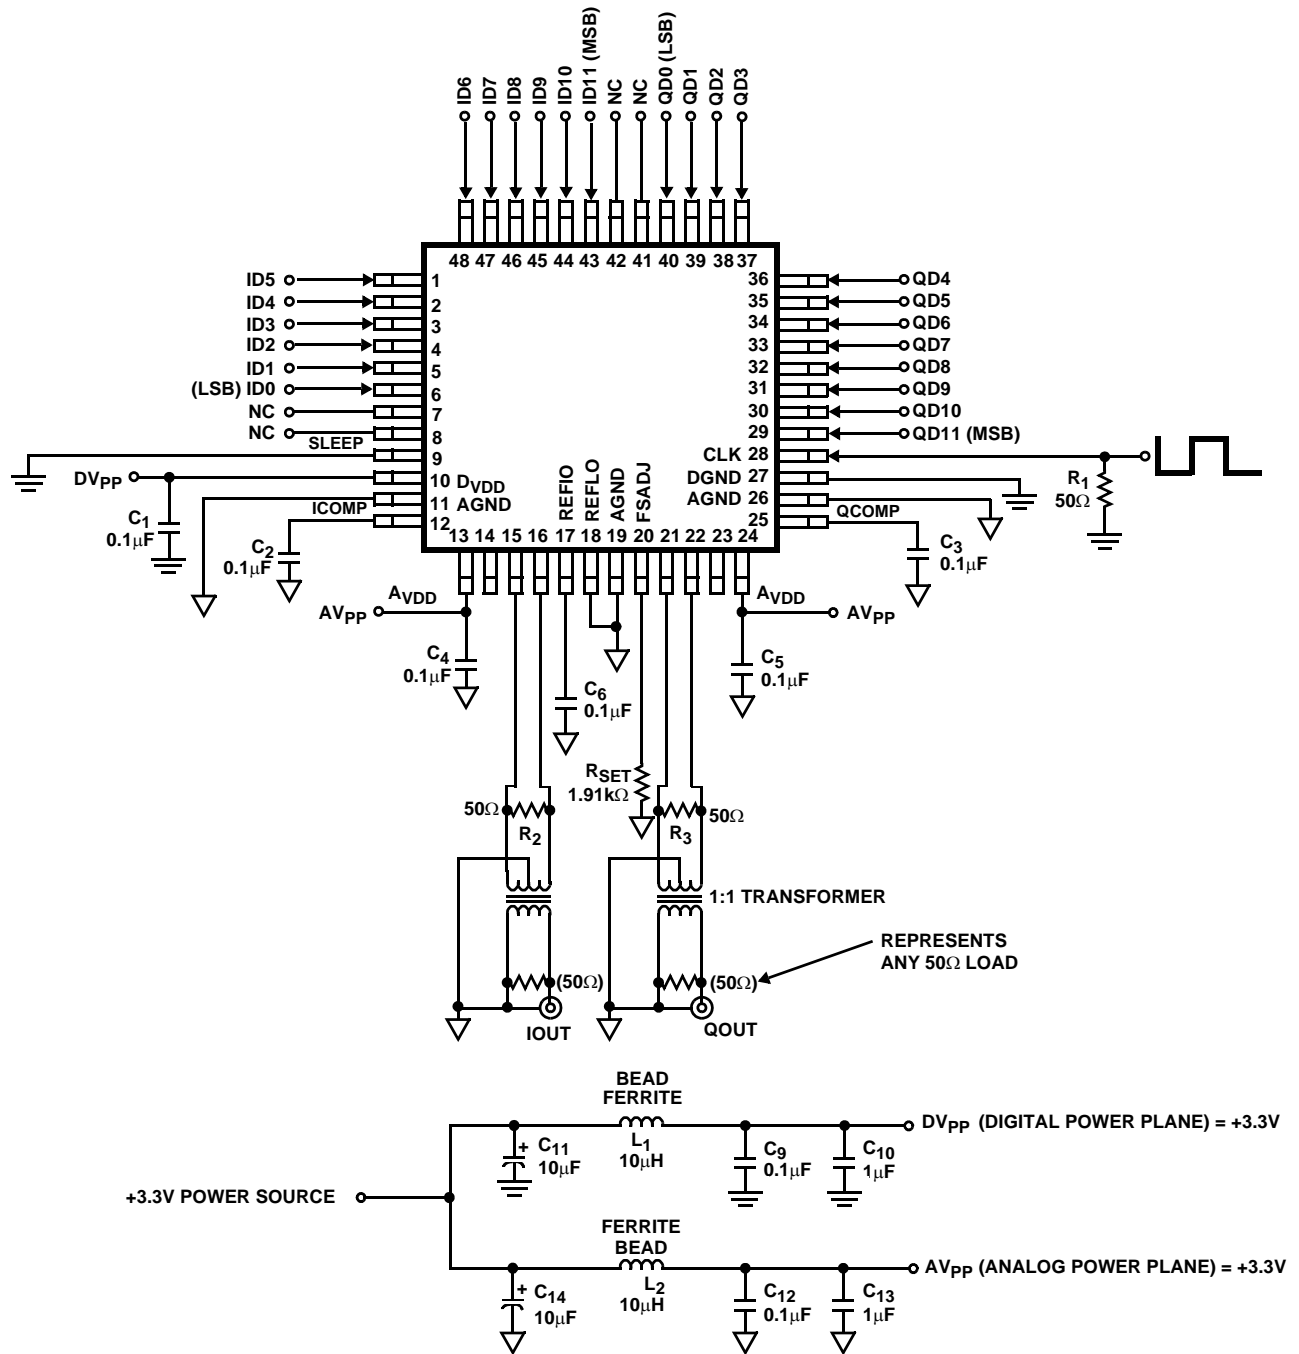 ID6
ID7
ID8
ID9
ID10
ID11 (MSB)
NC
NC
QD0 (LSB)
QD1
QD2
QD3
48 47 46 45 44 43 42 41 40 39 38 37
ID5
ID4
ID3
ID2
ID1
(LSB) ID0
NC
NC
SLEEP
DVPP
1
2
3
4
5
6
7
8
9
10 DVDD
11 AGND
12
ICOMP
C1
0.1μF
C2
0.1μF
36
35
34
33
32
31
30
29
CLK 28
DGND 27
AGND 26
25
QD4
QD5
QD6
QD7
QD8
QD9
QD10
QD11 (MSB)
R1
50Ω
QCOMP
C3
0.1μF
REFIO
REFLO
AGND
FSADJ
13 14 15 16 17 18 19 20 21 22 23 24
AVDD
AVPP
C4
0.1μF
AVDD
AVPP
C5
0.1μF
C6
0.1μF
RSET
1.91kΩ
50Ω
R2
R3
50Ω
1:1 TRANSFORMER
REPRESENTS
ANY 50Ω LOAD
(50Ω)
(50Ω)
IOUT
QOUT
BEAD
FERRITE
L1
10μH
+ C11
10μF
C9
0.1μF
C10
1μF
DVPP (DIGITAL POWER PLANE) = +3.3V
+3.3V POWER SOURCE
FERRITE
BEAD
L2
10μH
+ C14
10μF
C12
0.1μF
C13
1μF
AVPP (ANALOG POWER PLANE) = +3.3V